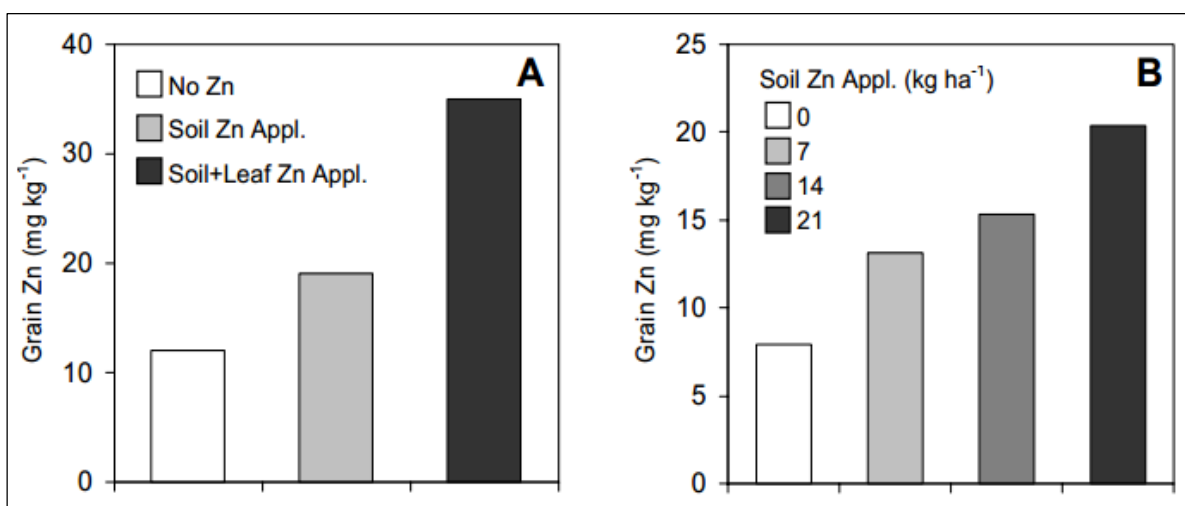 A
No Zn
Soil Zn Appl.
Soil+Leaf Zn Appl.
Grain Zn (mg kg⁻¹)
40
30
20
10
0
B
Soil Zn Appl. (kg ha⁻¹)
0
7
14
21
Grain Zn (mg kg⁻¹)
25
20
15
10
5
0